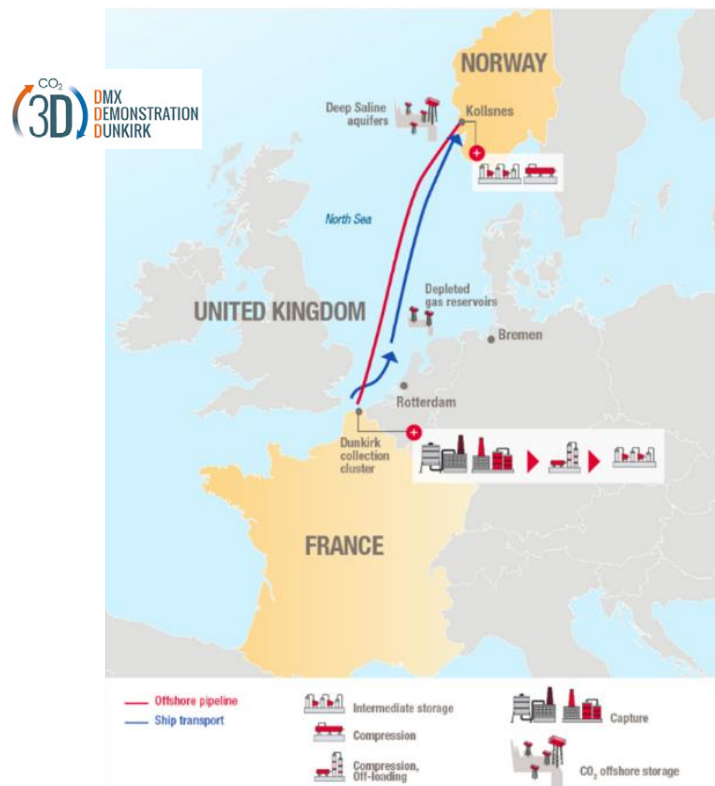 CO2
3D
DMX
DEMONSTRATION
DUNKIRK
NORWAY
Deep Saline
aquifers
Kollsnes
North Sea
Depleted
gas reservoirs
UNITED KINGDOM
Bremen
Rotterdam
Dunkirk
collection
cluster
FRANCE
Offshore pipeline
Ship transport
Intermediate storage
Compression
Compression,
Off-loading
Capture
CO2 offshore storage